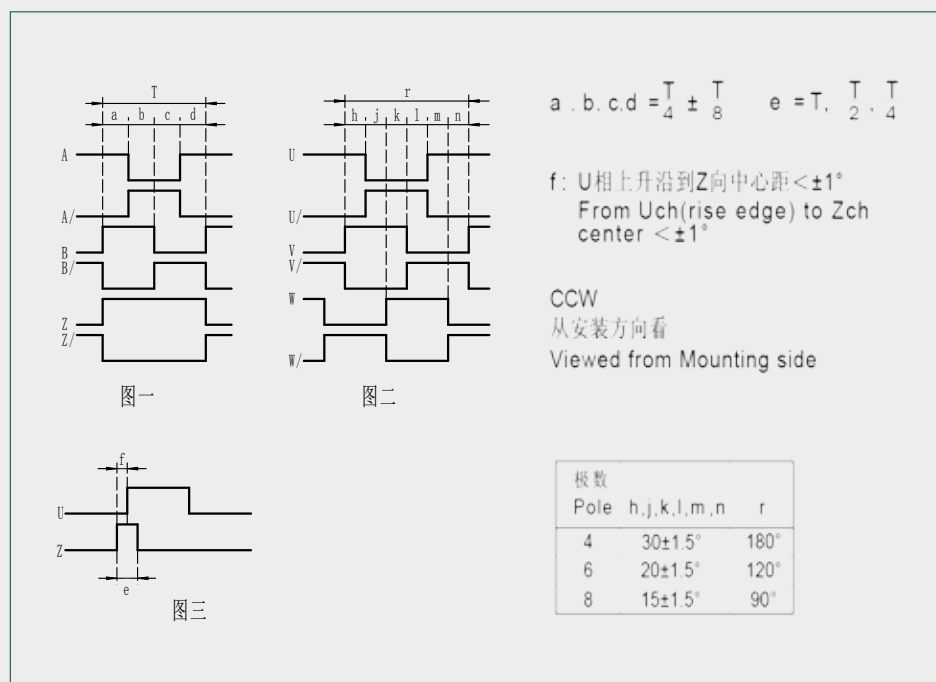 T
a b c d
A
A/
B
B/
Z
Z/
图一
r
h j k l m n
U
U/
V
V/
W
W/
图二
a.b.c.d = T/4 ± T/8 e = T, T/2, T/4
f: U相上升沿到Z向中心距<±1°
From Uch(rise edge) to Zch
center <±1°
CCW
从安装方向看
Viewed from Mounting side
f
U
Z
e
图三
极数
Pole h,j,k,l,m,n r
4 30±1.5° 180°
6 20±1.5° 120°
8 15±1.5° 90°